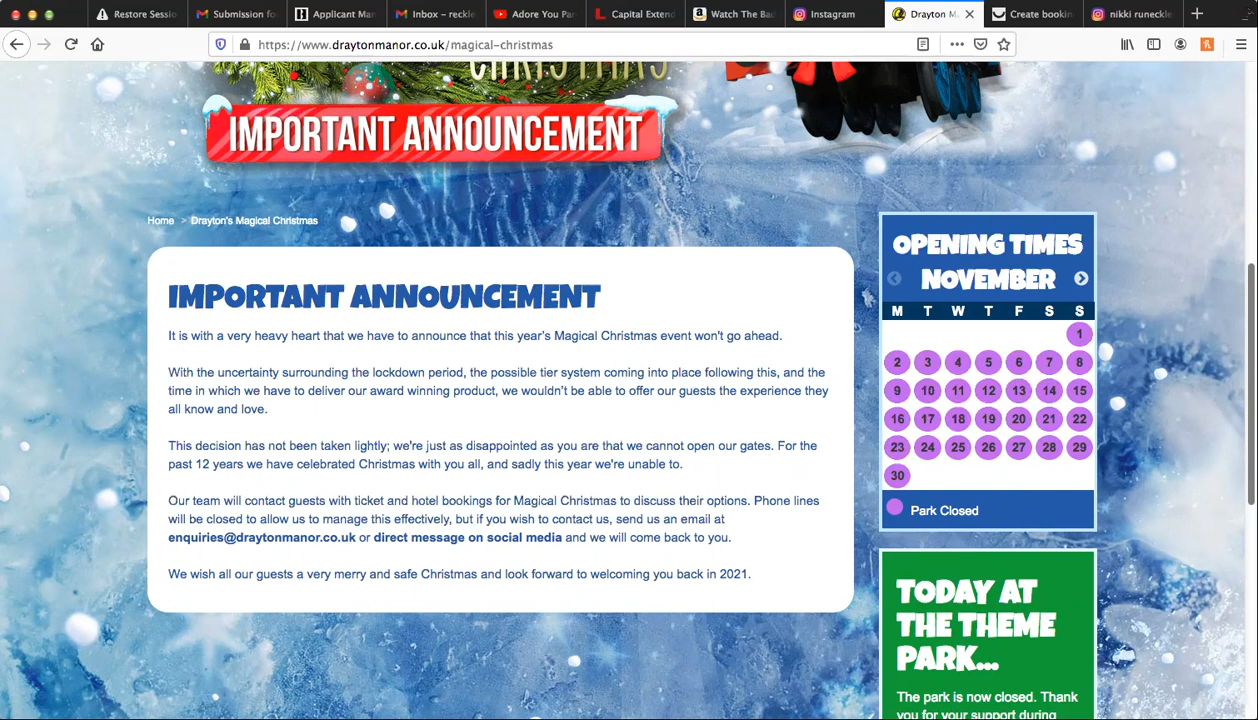 Restore Sessio
Submission fo
Applicant Man
Inbox – reckle
Adore You Par
Capital Extend
Watch The Bad
Instagram
Drayton M
Create bookin
nikki runeckle
https://www.draytonmanor.co.uk/magical-christmas
CHRISTMAS
IMPORTANT ANNOUNCEMENT
Home > Drayton's Magical Christmas
IMPORTANT ANNOUNCEMENT
It is with a very heavy heart that we have to announce that this year's Magical Christmas event won't go ahead.
With the uncertainty surrounding the lockdown period, the possible tier system coming into place following this, and the
time in which we have to deliver our award winning product, we wouldn't be able to offer our guests the experience they
all know and love.
This decision has not been taken lightly; we're just as disappointed as you are that we cannot open our gates. For the
past 12 years we have celebrated Christmas with you all, and sadly this year we're unable to.
Our team will contact guests with ticket and hotel bookings for Magical Christmas to discuss their options. Phone lines
will be closed to allow us to manage this effectively, but if you wish to contact us, send us an email at
enquiries@draytonmanor.co.uk or direct message on social media and we will come back to you.
We wish all our guests a very merry and safe Christmas and look forward to welcoming you back in 2021.
OPENING TIMES
NOVEMBER
M T W T F S S
1
2 3 4 5 6 7 8
9 10 11 12 13 14 15
16 17 18 19 20 21 22
23 24 25 26 27 28 29
30
Park Closed
TODAY AT
THE THEME
PARK...
The park is now closed. Thank
you for your support during